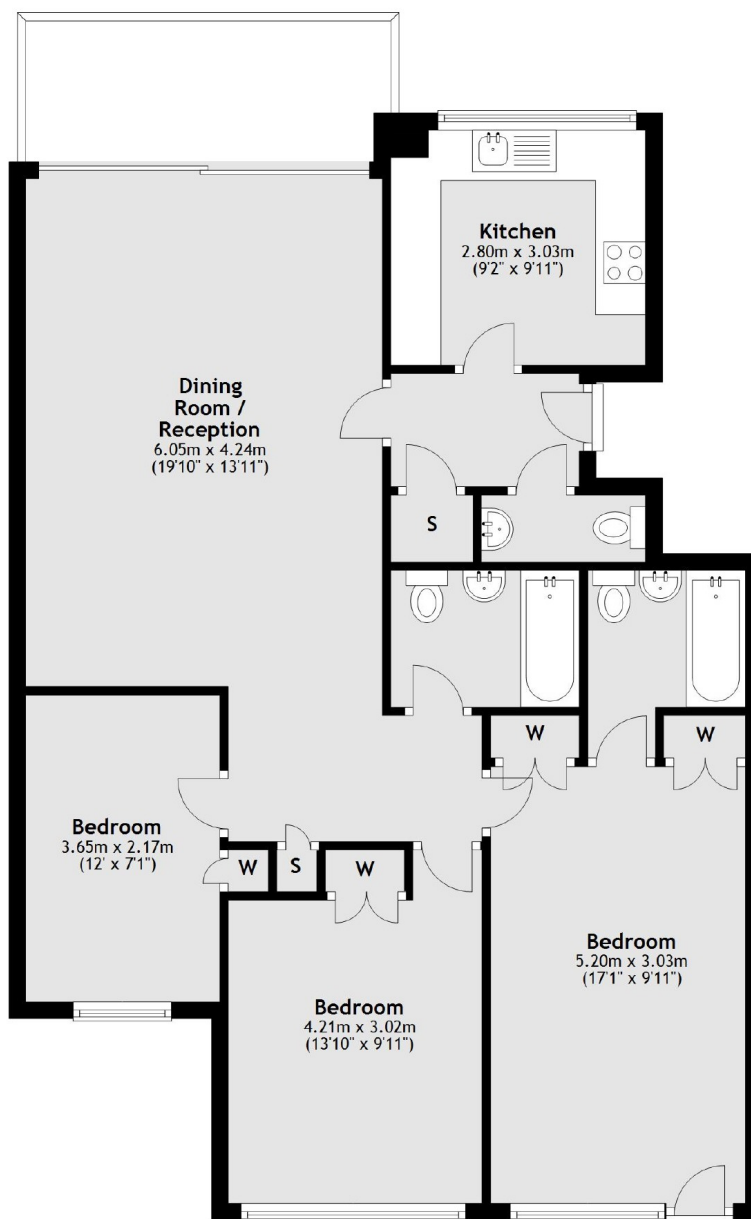 Kitchen
2.80m x 3.03m
(9'2" x 9'11")
Dining
Room /
Reception
6.05m x 4.24m
(19'10" x 13'11")
S
W
W
Bedroom
3.65m x 2.17m
(12' x 7'1")
W
S
W
Bedroom
5.20m x 3.03m
(17'1" x 9'11")
Bedroom
4.21m x 3.02m
(13'10" x 9'11")